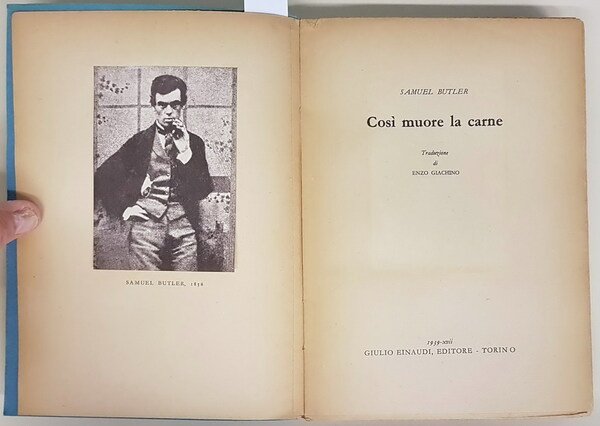 SAMUEL BUTLER, 1858
SAMUEL BUTLER
Così muore la carne
Traduzione
di
ENZO GIACHINO
1939-XVII
GIULIO EINAUDI, EDITORE - TORINO